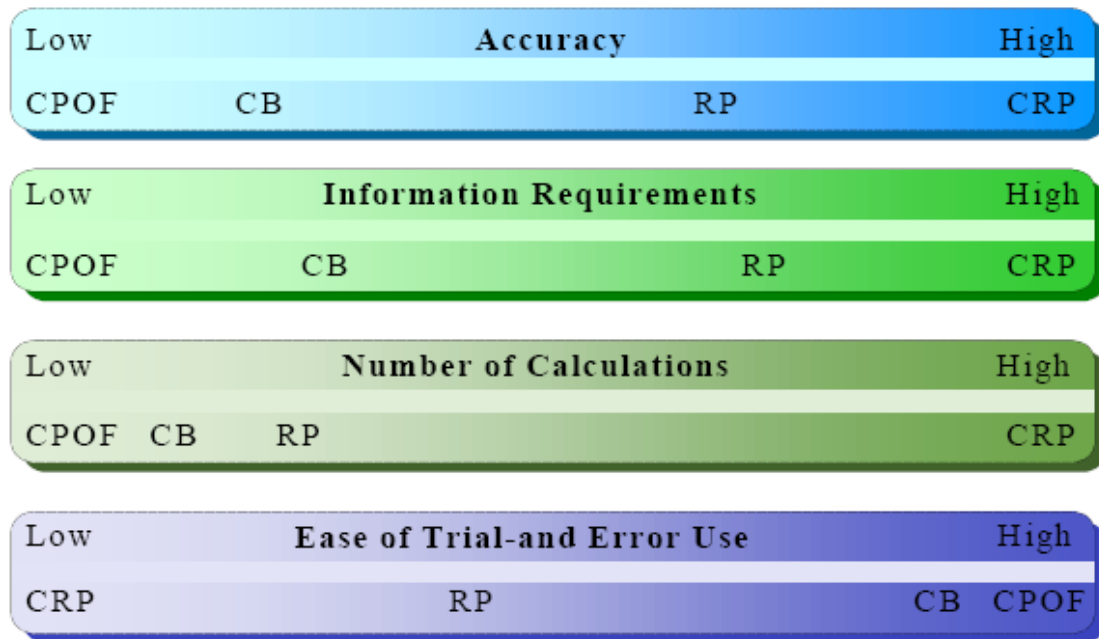 Low Accuracy High
CPOF CB RP CRP
Low Information Requirements High
CPOF CB RP CRP
Low Number of Calculations High
CPOF CB RP CRP
Low Ease of Trial-and Error Use High
CRP RP CB CPOF